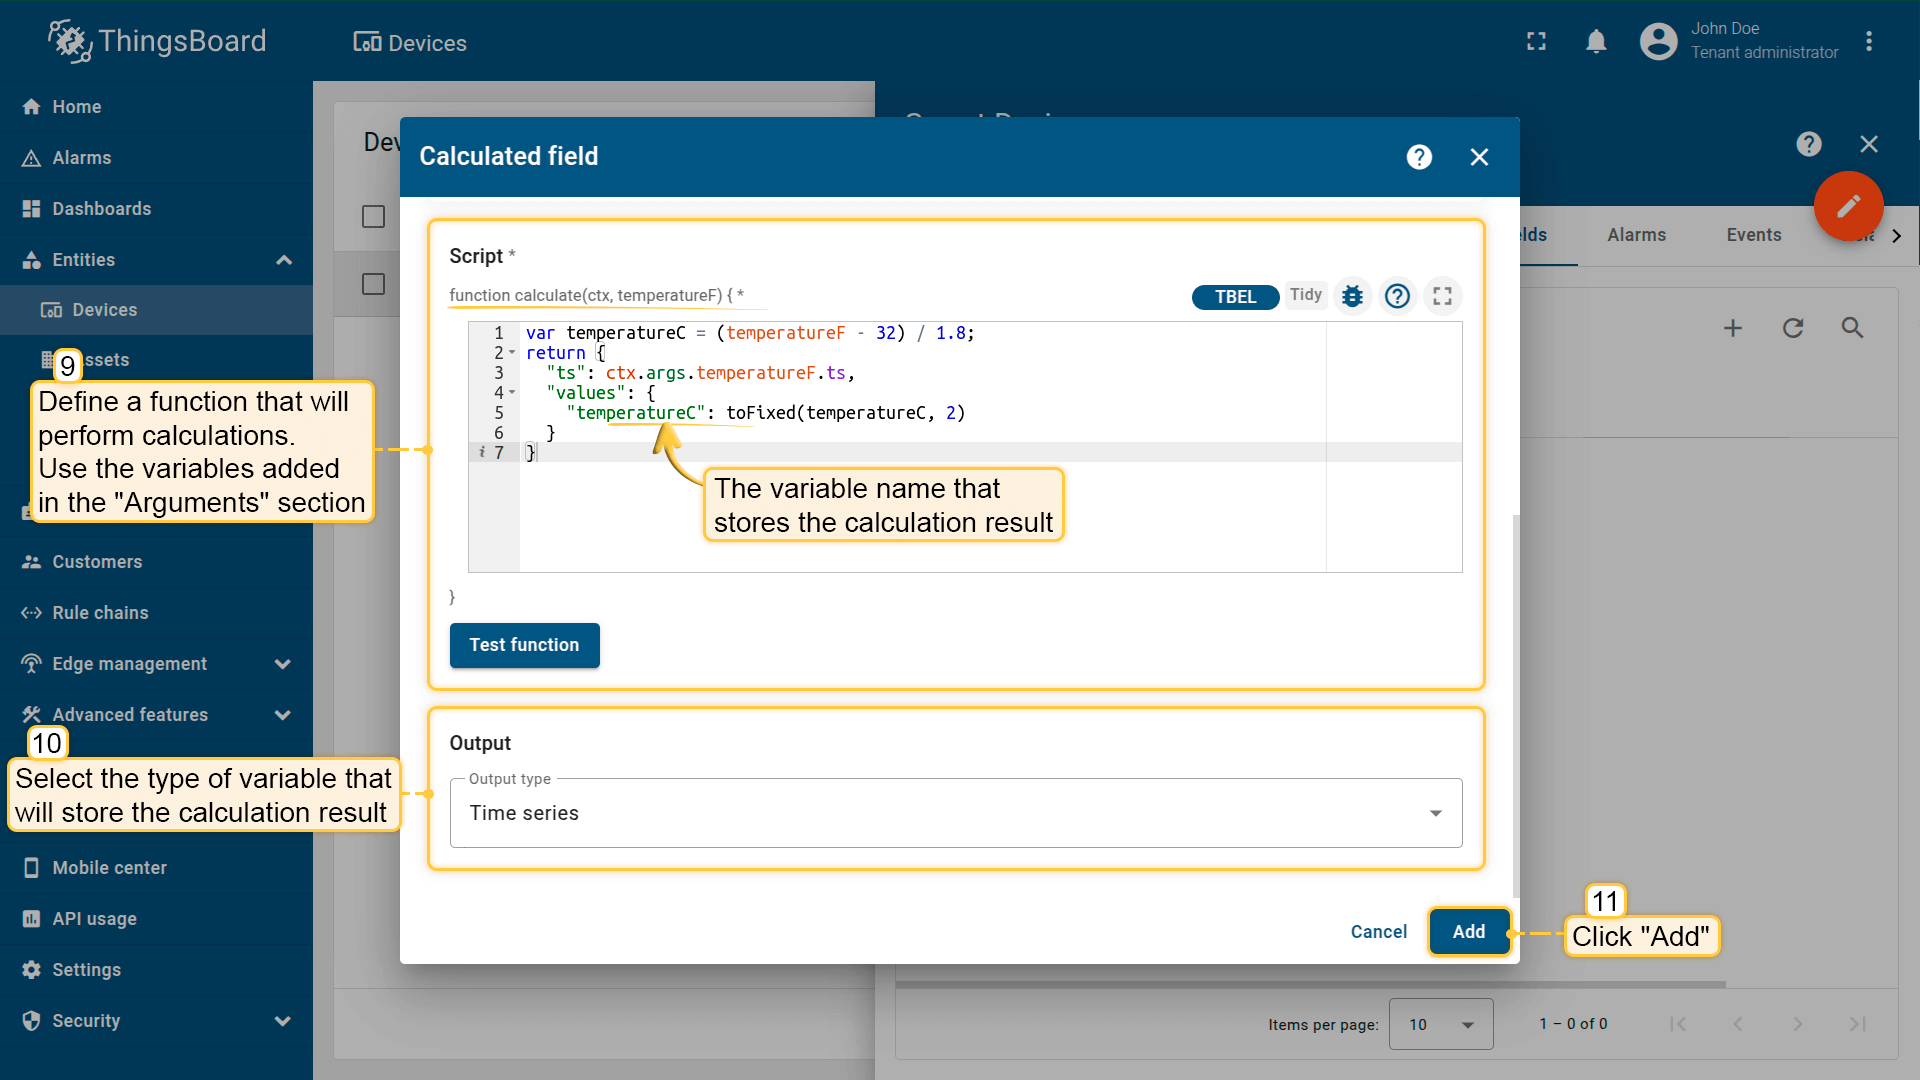 ThingsBoard
Devices
John Doe
Tenant administrator
Home
Alarms
Dashboards
Entities
Devices
9
Define a function that will
perform calculations.
Use the variables added
in the "Arguments" section
Customers
Rule chains
Edge management
Advanced features
10
Select the type of variable that
will store the calculation result
Mobile center
API usage
Settings
Security
Calculated field
Script *
function calculate(ctx, temperatureF) { *
TBEL
Tidy
1 var temperatureC = (temperatureF - 32) / 1.8;
2 return {
3 "ts": ctx.args.temperatureF.ts,
4 "values": {
5 "temperatureC": toFixed(temperatureC, 2)
6 }
i 7 }
The variable name that
stores the calculation result
}
Test function
Output
Output type
Time series
Cancel
Add
11
Click "Add"
Alarms
Events
Items per page:
10
1 – 0 of 0